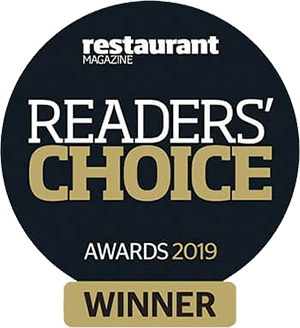 restaurant
MAGAZINE
READERS'
CHOICE
AWARDS 2019
WINNER